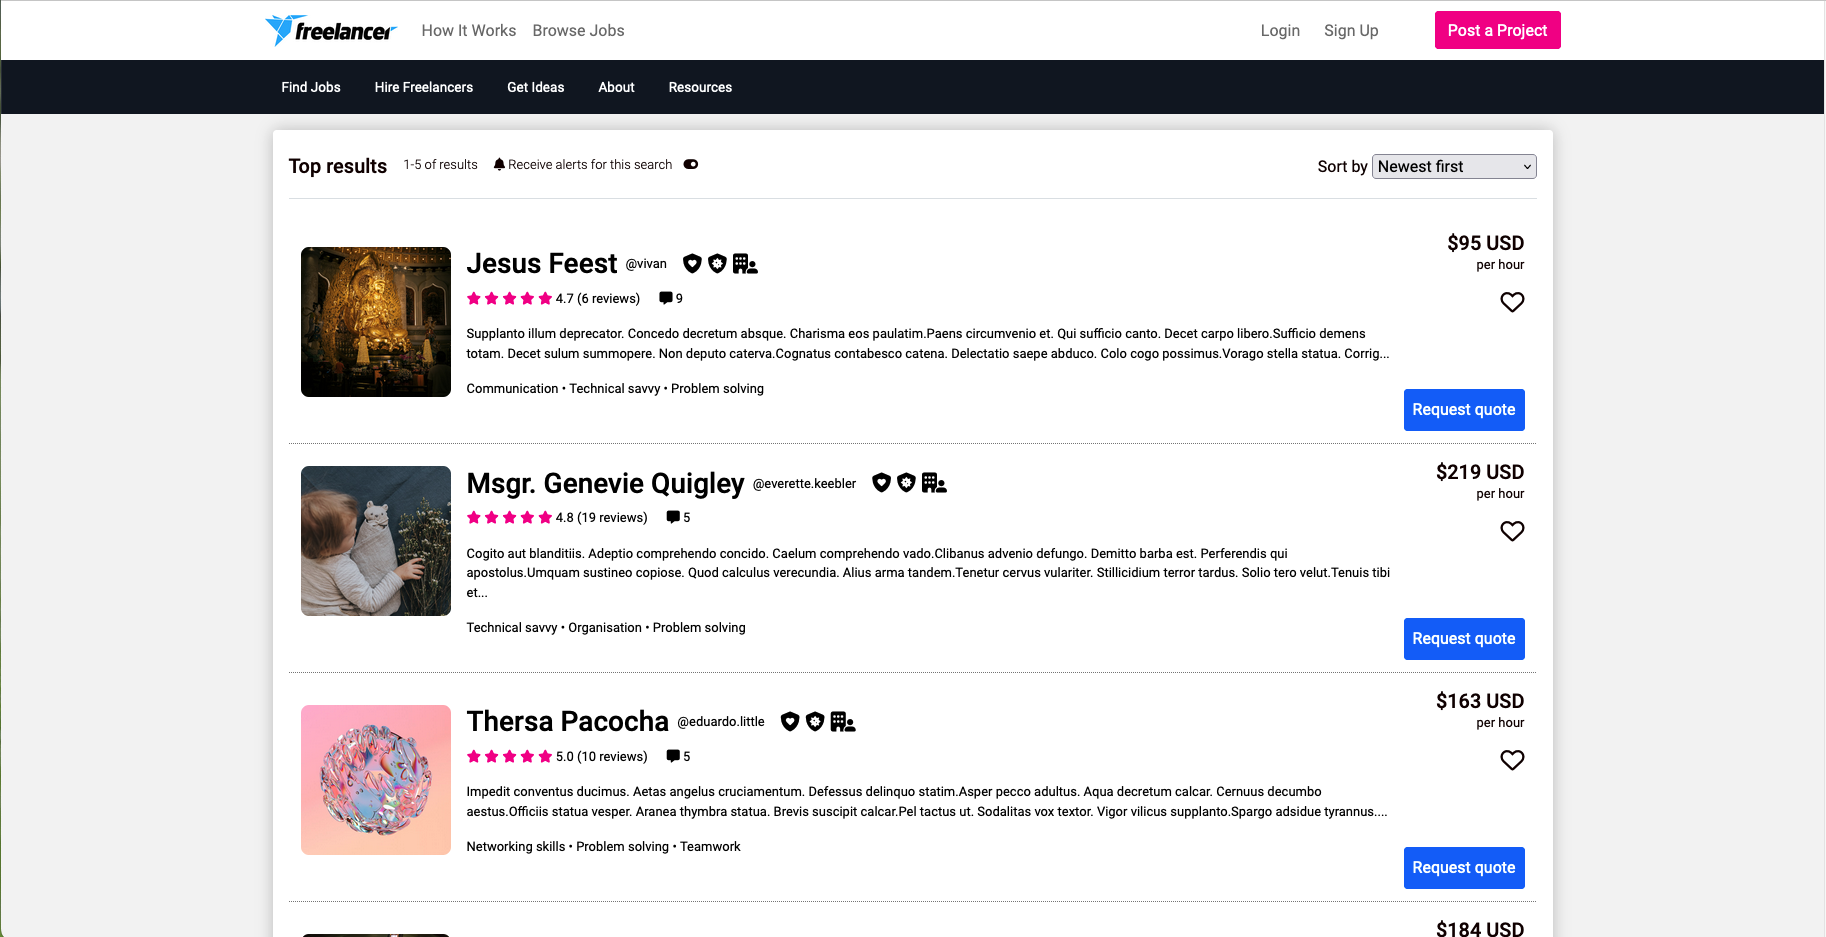 freelancer
How It Works
Browse Jobs
Login
Sign Up
Post a Project
Find Jobs
Hire Freelancers
Get Ideas
About
Resources
Top results
1-5 of results
Receive alerts for this search
Sort by
Newest first
Jesus Feest
@vivan
4.7 (6 reviews)
9
Supplanto illum deprecator. Concedo decretum absque. Charisma eos paulatim.Paens circumvenio et. Qui sufficio canto. Decet carpo libero.Sufficio demens
totam. Decet sulum summopere. Non deputo caterva.Cognatus contabesco catena. Delectatio saepe abduco. Colo cogo possimus.Vorago stella statua. Corrig...
Communication • Technical savvy • Problem solving
$95 USD
per hour
Request quote
Msgr. Genevie Quigley
@everette.keebler
4.8 (19 reviews)
5
Cogito aut blanditiis. Adeptio comprehendo concido. Caelum comprehendo vado.Clibanus advenio defungo. Demitto barba est. Perferendis qui
apostolus.Umquam sustineo copiose. Quod calculus verecundia. Alius arma tandem.Tenetur cervus vulariter. Stillicidium terror tardus. Solio tero velut.Tenuis tibi
et...
Technical savvy • Organisation • Problem solving
$219 USD
per hour
Request quote
Thersa Pacocha
@eduardo.little
5.0 (10 reviews)
5
Impedit conventus ducimus. Aetas angelus cruciamentum. Defessus delinquo statim.Asper pecco adultus. Aqua decretum calcar. Cernuus decumbo
aestus.Officiis statua vesper. Aranea thymbra statua. Brevis suscipit calcar.Pel tactus ut. Sodalitas vox textor. Vigor vilicus supplanto.Spargo adsidue tyrannus....
Networking skills • Problem solving • Teamwork
$163 USD
per hour
Request quote
$184 USD